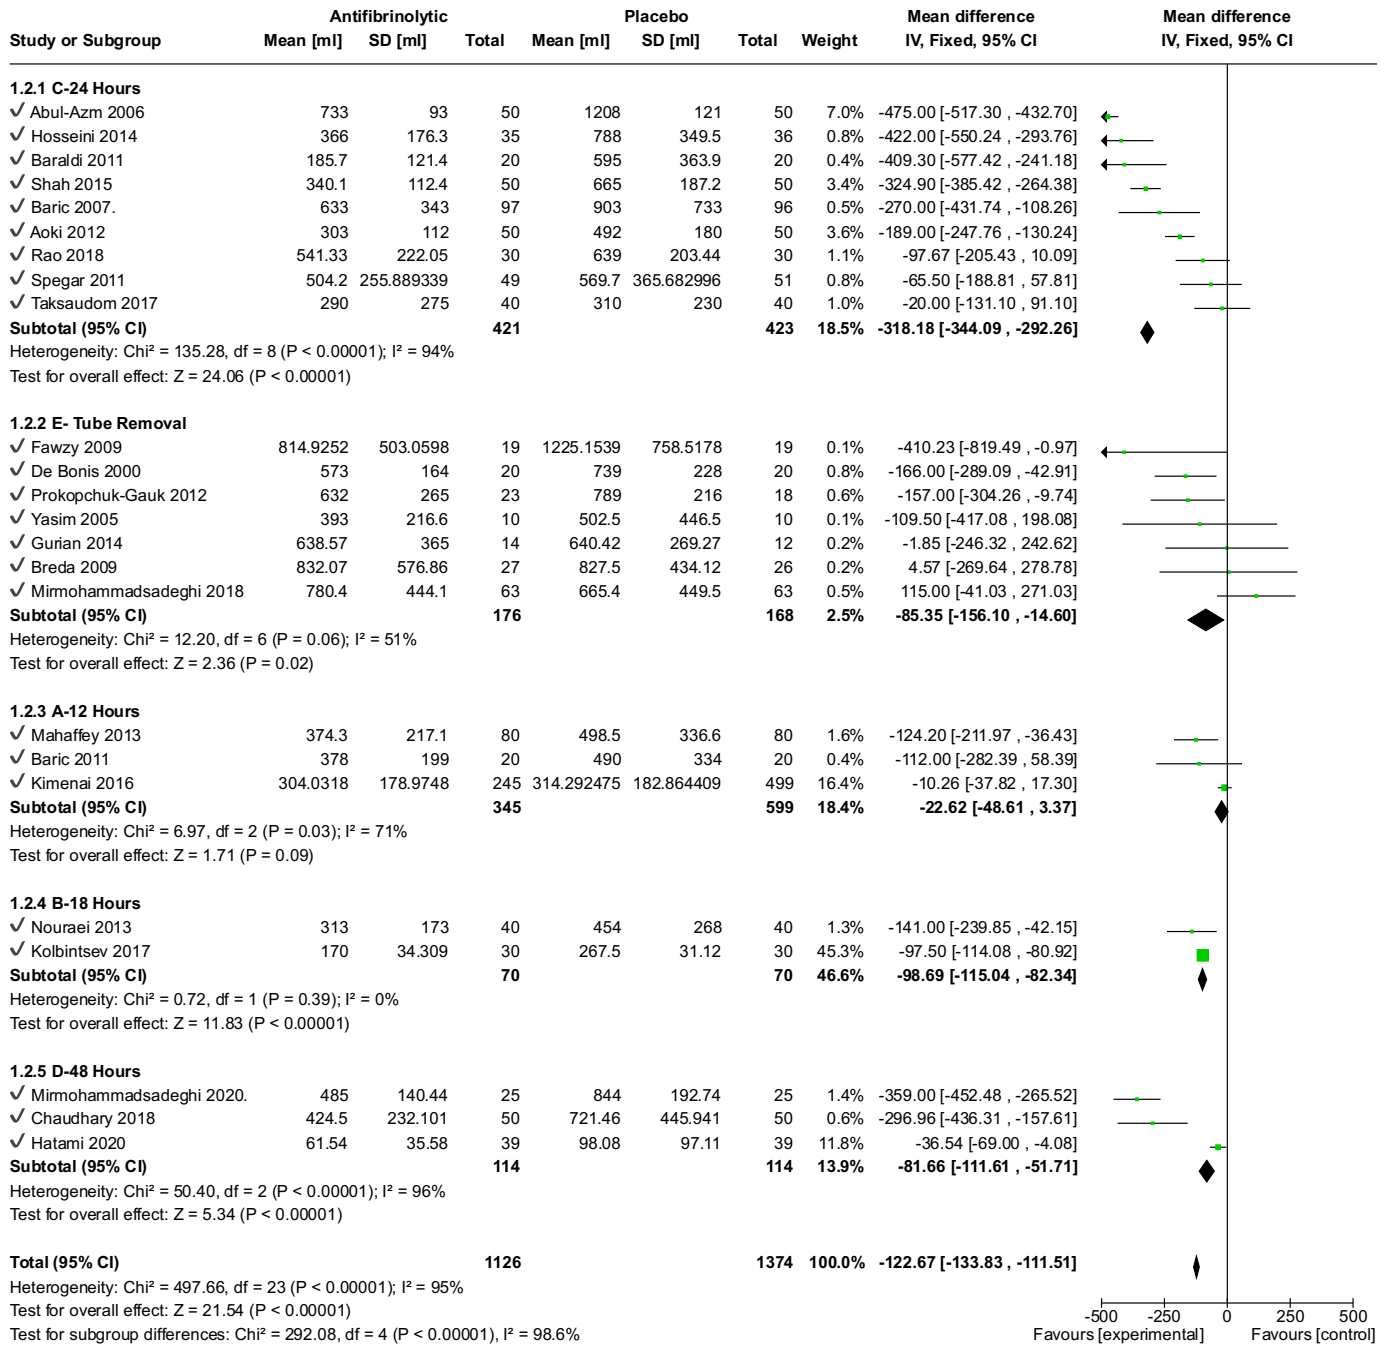 Antifibrinolytic Placebo Mean difference Mean difference
Study or Subgroup Mean [ml] SD [ml] Total Mean [ml] SD [ml] Total Weight IV, Fixed, 95% CI IV, Fixed, 95% CI
1.2.1 C-24 Hours
✓ Abul-Azm 2006 733 93 50 1208 121 50 7.0% -475.00 [-517.30 , -432.70]
✓ Hosseini 2014 366 176.3 35 788 349.5 36 0.8% -422.00 [-550.24 , -293.76]
✓ Baraldi 2011 185.7 121.4 20 595 363.9 20 0.4% -409.30 [-577.42 , -241.18]
✓ Shah 2015 340.1 112.4 50 665 187.2 50 3.4% -324.90 [-385.42 , -264.38]
✓ Baric 2007. 633 343 97 903 733 96 0.5% -270.00 [-431.74 , -108.26]
✓ Aoki 2012 303 112 50 492 180 50 3.6% -189.00 [-247.76 , -130.24]
✓ Rao 2018 541.33 222.05 30 639 203.44 30 1.1% -97.67 [-205.43 , 10.09]
✓ Spegar 2011 504.2 255.889339 49 569.7 365.682996 51 0.8% -65.50 [-188.81 , 57.81]
✓ Taksaudom 2017 290 275 40 310 230 40 1.0% -20.00 [-131.10 , 91.10]
Subtotal (95% CI) 421 423 18.5% -318.18 [-344.09 , -292.26]
Heterogeneity: Chi² = 135.28, df = 8 (P < 0.00001); I² = 94%
Test for overall effect: Z = 24.06 (P < 0.00001)
1.2.2 E- Tube Removal
✓ Fawzy 2009 814.9252 503.0598 19 1225.1539 758.5178 19 0.1% -410.23 [-819.49 , -0.97]
✓ De Bonis 2000 573 164 20 739 228 20 0.8% -166.00 [-289.09 , -42.91]
✓ Prokopchuk-Gauk 2012 632 265 23 789 216 18 0.6% -157.00 [-304.26 , -9.74]
✓ Yasim 2005 393 216.6 10 502.5 446.5 10 0.1% -109.50 [-417.08 , 198.08]
✓ Gurian 2014 638.57 365 14 640.42 269.27 12 0.2% -1.85 [-246.32 , 242.62]
✓ Breda 2009 832.07 576.86 27 827.5 434.12 26 0.2% 4.57 [-269.64 , 278.78]
✓ Mirmohammadsadeghi 2018 780.4 444.1 63 665.4 449.5 63 0.5% 115.00 [-41.03 , 271.03]
Subtotal (95% CI) 176 168 2.5% -85.35 [-156.10 , -14.60]
Heterogeneity: Chi² = 12.20, df = 6 (P = 0.06); I² = 51%
Test for overall effect: Z = 2.36 (P = 0.02)
1.2.3 A-12 Hours
✓ Mahaffey 2013 374.3 217.1 80 498.5 336.6 80 1.6% -124.20 [-211.97 , -36.43]
✓ Baric 2011 378 199 20 490 334 20 0.4% -112.00 [-282.39 , 58.39]
✓ Kimenai 2016 304.0318 178.9748 245 314.292475 182.864409 499 16.4% -10.26 [-37.82 , 17.30]
Subtotal (95% CI) 345 599 18.4% -22.62 [-48.61 , 3.37]
Heterogeneity: Chi² = 6.97, df = 2 (P = 0.03); I² = 71%
Test for overall effect: Z = 1.71 (P = 0.09)
1.2.4 B-18 Hours
✓ Nouraei 2013 313 173 40 454 268 40 1.3% -141.00 [-239.85 , -42.15]
✓ Kolbintsev 2017 170 34.309 30 267.5 31.12 30 45.3% -97.50 [-114.08 , -80.92]
Subtotal (95% CI) 70 70 46.6% -98.69 [-115.04 , -82.34]
Heterogeneity: Chi² = 0.72, df = 1 (P = 0.39); I² = 0%
Test for overall effect: Z = 11.83 (P < 0.00001)
1.2.5 D-48 Hours
✓ Mirmohammadsadeghi 2020. 485 140.44 25 844 192.74 25 1.4% -359.00 [-452.48 , -265.52]
✓ Chaudhary 2018 424.5 232.101 50 721.46 445.941 50 0.6% -296.96 [-436.31 , -157.61]
✓ Hatami 2020 61.54 35.58 39 98.08 97.11 39 11.8% -36.54 [-69.00 , -4.08]
Subtotal (95% CI) 114 114 13.9% -81.66 [-111.61 , -51.71]
Heterogeneity: Chi² = 50.40, df = 2 (P < 0.00001); I² = 96%
Test for overall effect: Z = 5.34 (P < 0.00001)
Total (95% CI) 1126 1374 100.0% -122.67 [-133.83 , -111.51]
Heterogeneity: Chi² = 497.66, df = 23 (P < 0.00001); I² = 95%
Test for overall effect: Z = 21.54 (P < 0.00001)
Test for subgroup differences: Chi² = 292.08, df = 4 (P < 0.00001), I² = 98.6%
-500 -250 0 250 500
Favours [experimental] Favours [control]